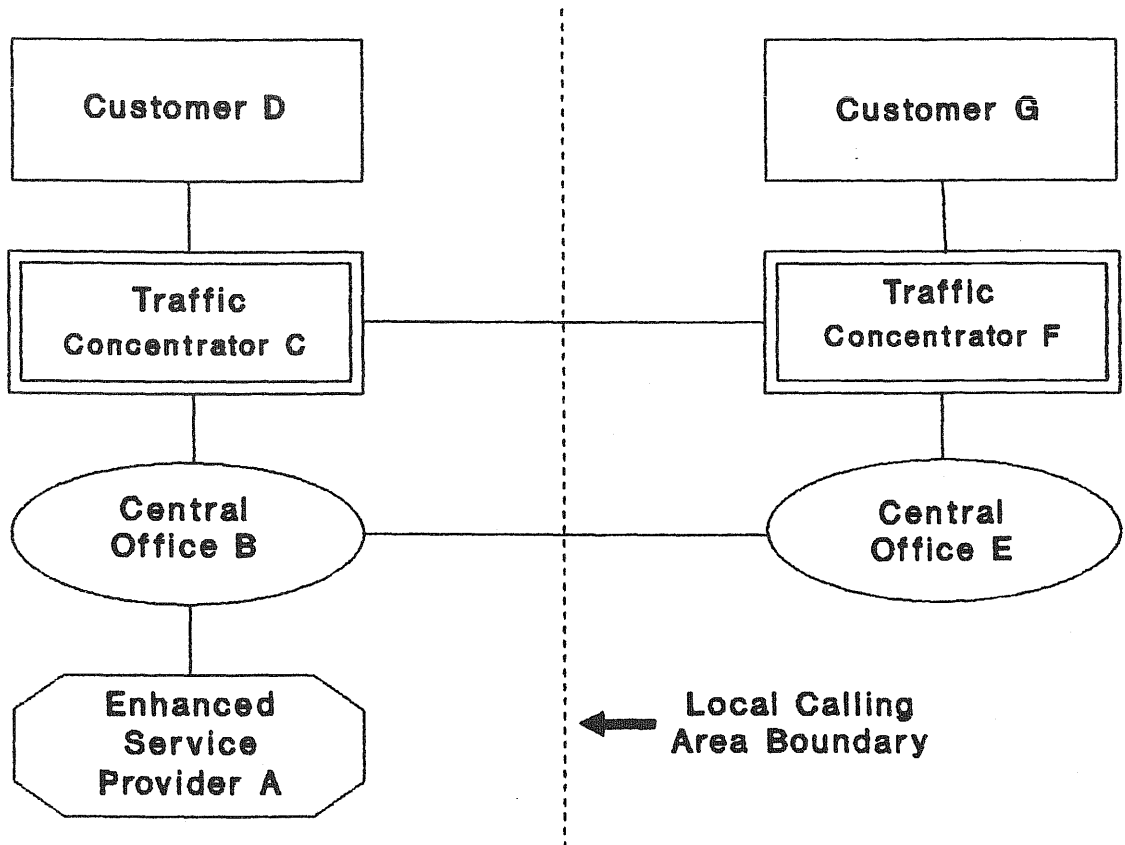 Customer D
Customer G
Traffic
Concentrator C
Traffic
Concentrator F
Central
Office B
Central
Office E
Enhanced
Service
Provider A
Local Calling
Area Boundary